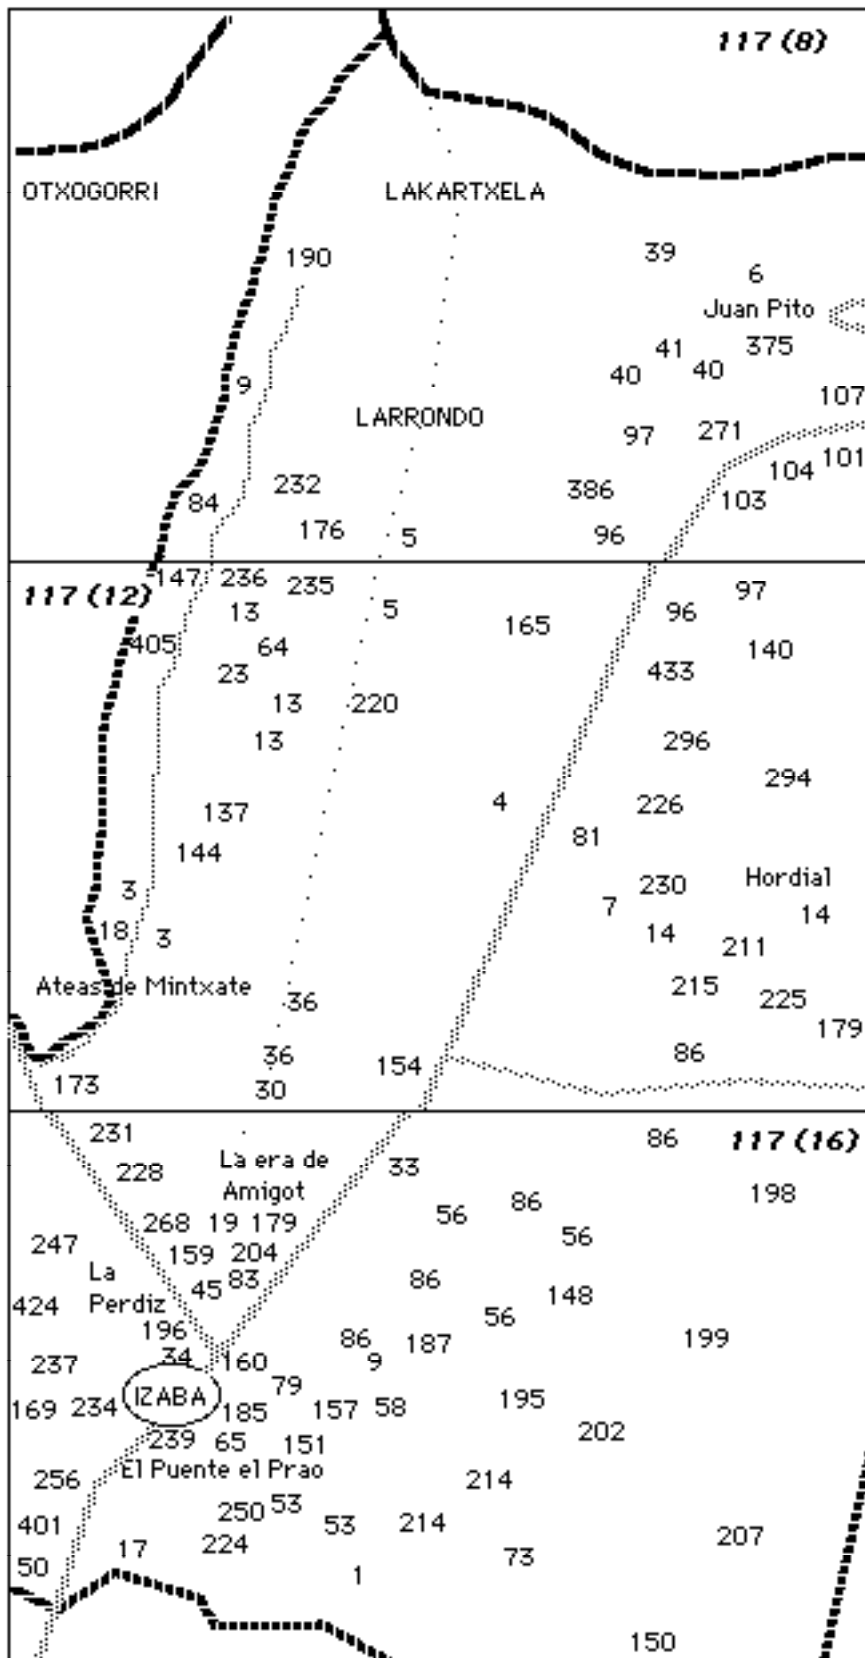 117 (8)
OTXOGORRI LAKARTXELA
190 39
6
Juan Pito
41 375
40 40
9 107
LARRONDO
97 271
101
104
232 386
84 103
176 5 96
147 236 235 97
117 (12)
13 5 96
165
405 64 140
23 433
13 220
13 296
294
137 4 226
81
144
Hordial
3 230
7 14
18 3 14
211
Ateas de Mintxate 215
36 225
179
36 154 86
173 30
231 86 117 (16)
La era de 33
228 Amigot 198
86
268 19 179 56
247 56
159 204
La 83 86
45 148
424 Perdiz 56
196 86 187 199
237 34 160 9
79
IZABA 195
169 234 185 157 58
202
239 65 151
El Puente el Prao
256 214
250 53
401 53 214
207
17 224 73
50 1
150